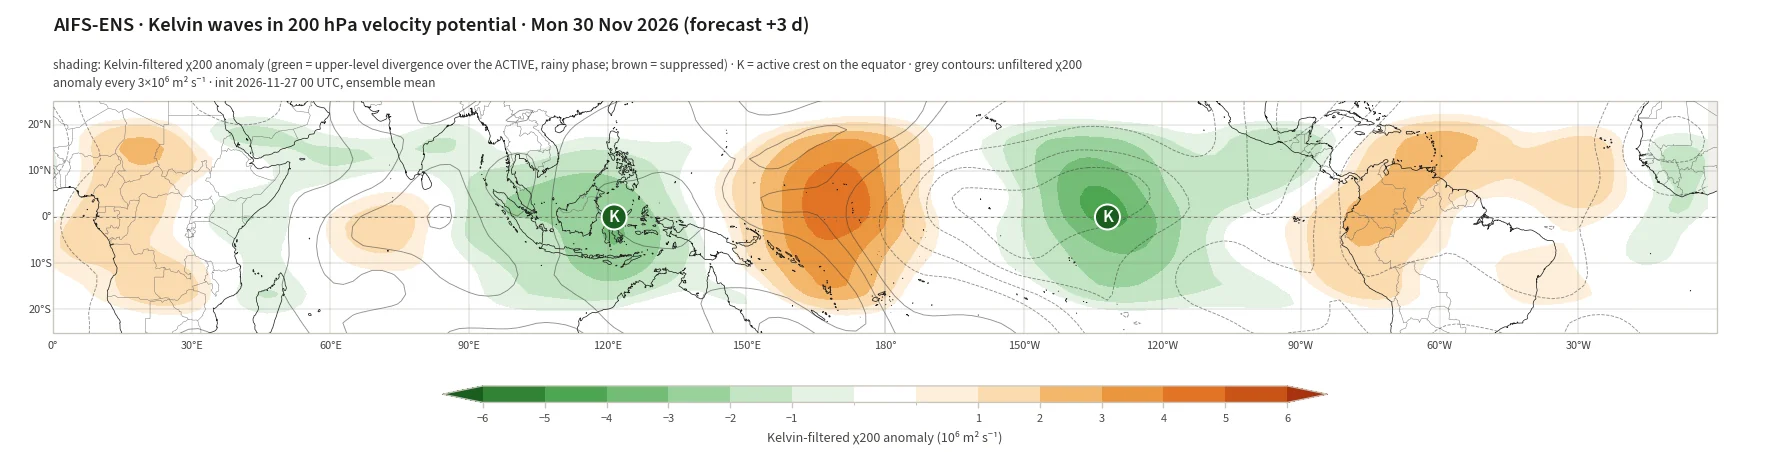 AIFS-ENS · Kelvin waves in 200 hPa velocity potential · Mon 30 Nov 2026 (forecast +3 d)
shading: Kelvin-filtered χ200 anomaly (green = upper-level divergence over the ACTIVE, rainy phase; brown = suppressed) · K = active crest on the equator · grey contours: unfiltered χ200
anomaly every 3×10⁶ m² s⁻¹ · init 2026-11-27 00 UTC, ensemble mean
20°N
10°N
0°
10°S
20°S
K K
0° 30°E 60°E 90°E 120°E 150°E 180° 150°W 120°W 90°W 60°W 30°W
−6 −5 −4 −3 −2 −1 1 2 3 4 5 6
Kelvin-filtered χ200 anomaly (10⁶ m² s⁻¹)